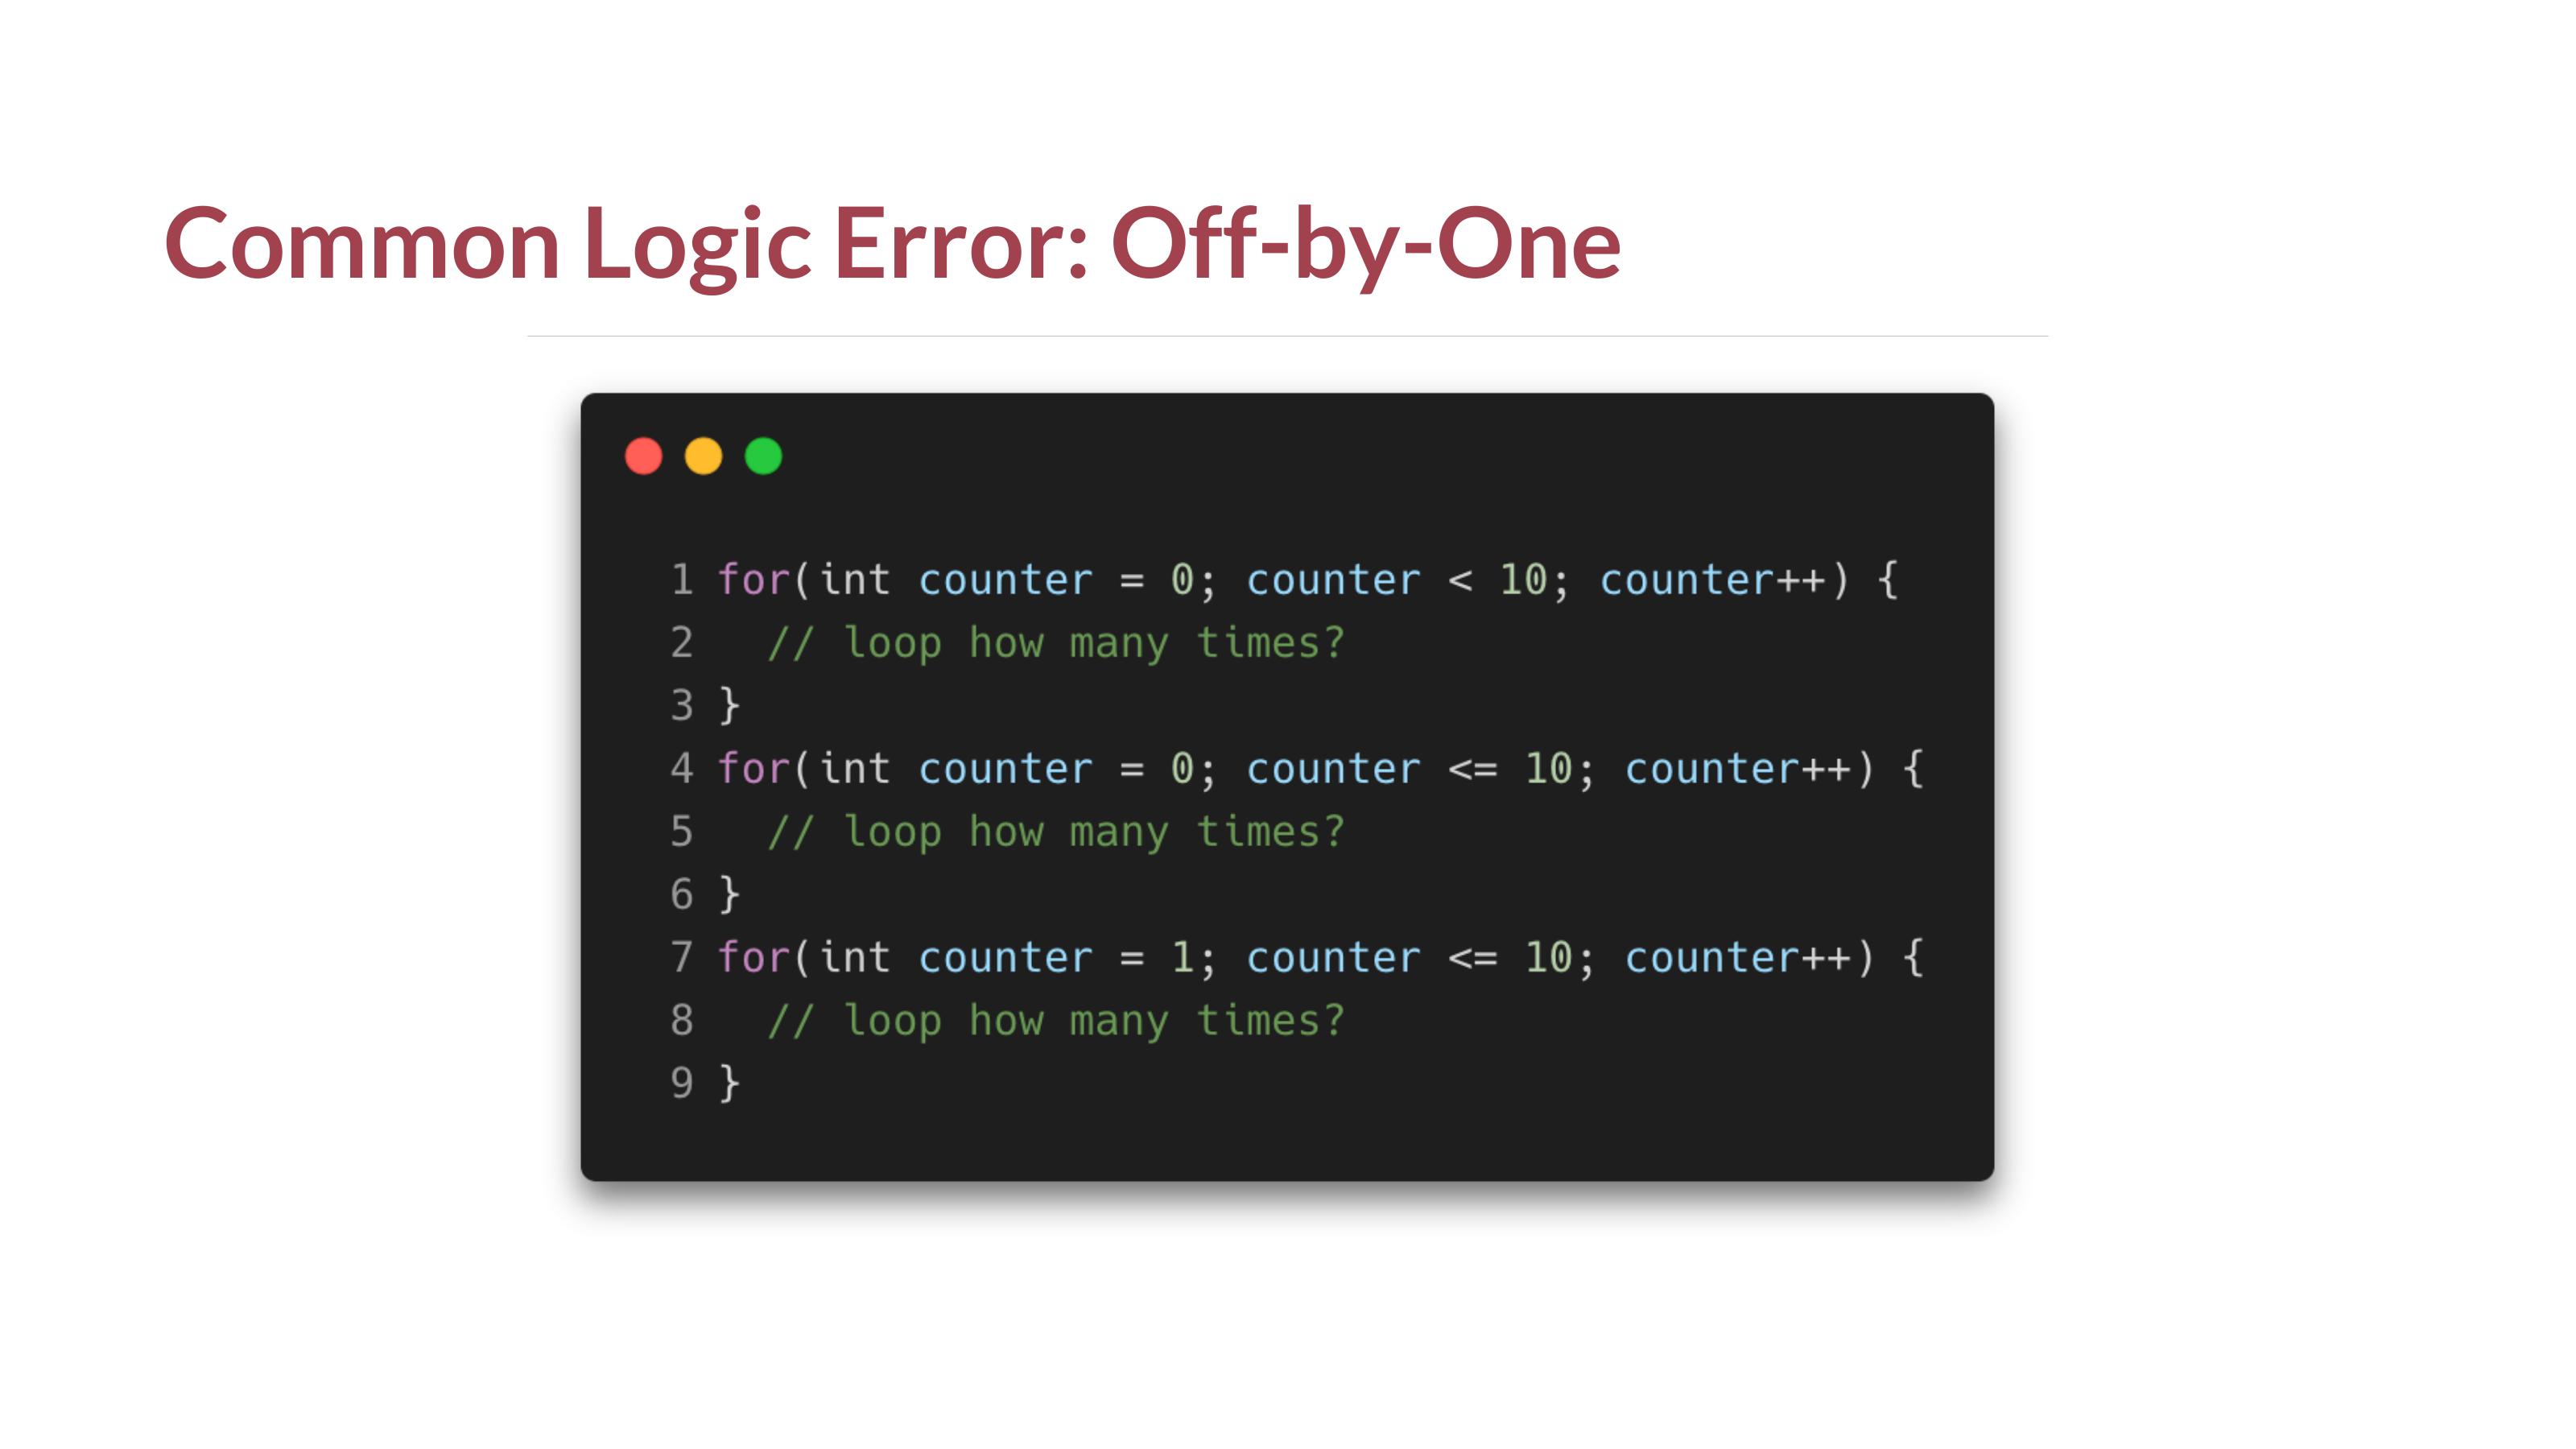 Common Logic Error: Off-by-One
1 for(int counter = 0; counter < 10; counter++) {
2   // loop how many times?
3 }
4 for(int counter = 0; counter <= 10; counter++) {
5   // loop how many times?
6 }
7 for(int counter = 1; counter <= 10; counter++) {
8   // loop how many times?
9 }